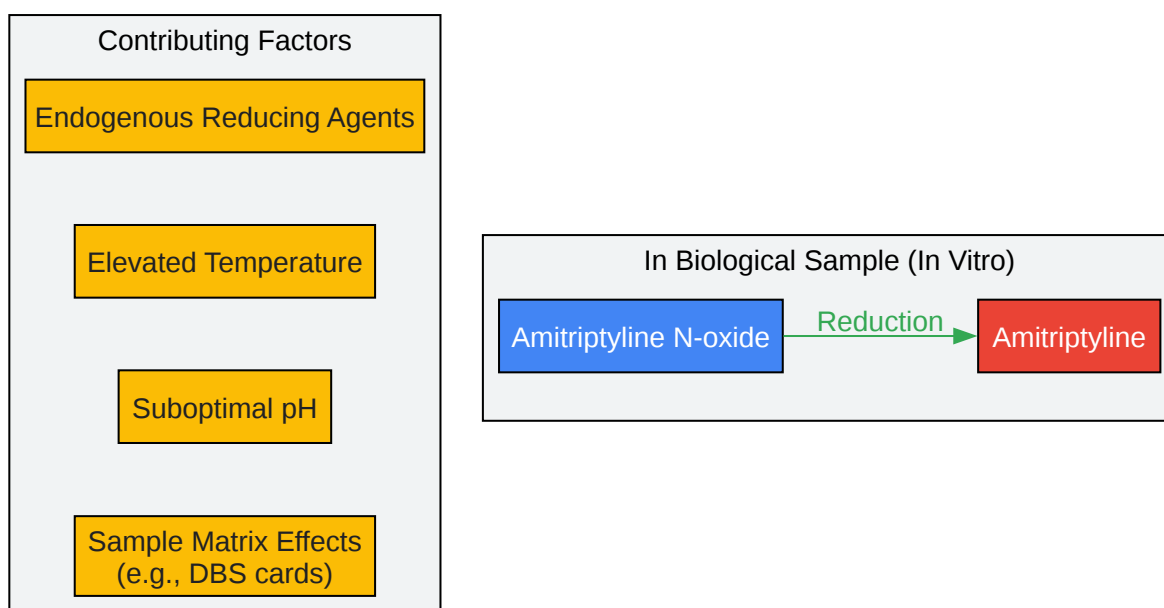 Contributing Factors
Endogenous Reducing Agents
Elevated Temperature
Suboptimal pH
Sample Matrix Effects
(e.g., DBS cards)
In Biological Sample (In Vitro)
Amitriptyline N-oxide
Reduction
Amitriptyline